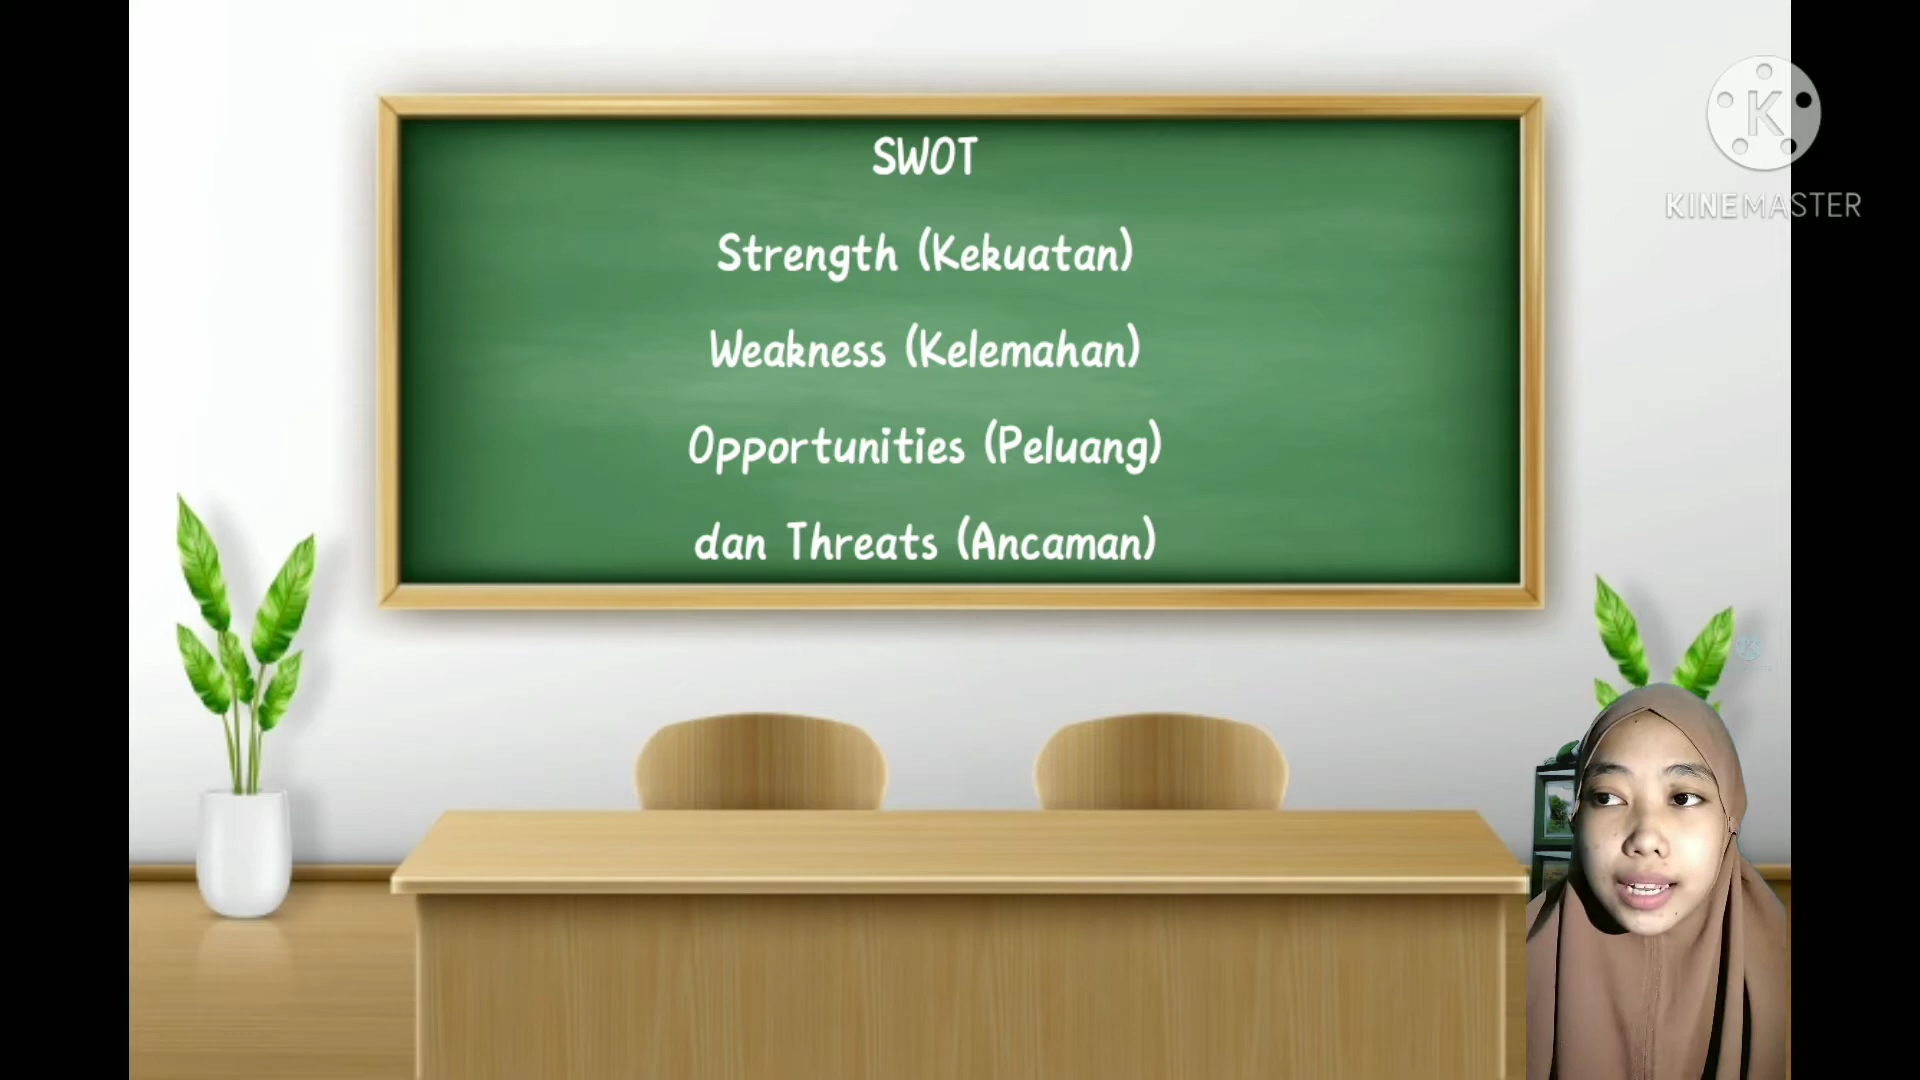 SWOT
Strength (Kekuatan)
Weakness (Kelemahan)
Opportunities (Peluang)
dan Threats (Ancaman)
K
KINEMASTER